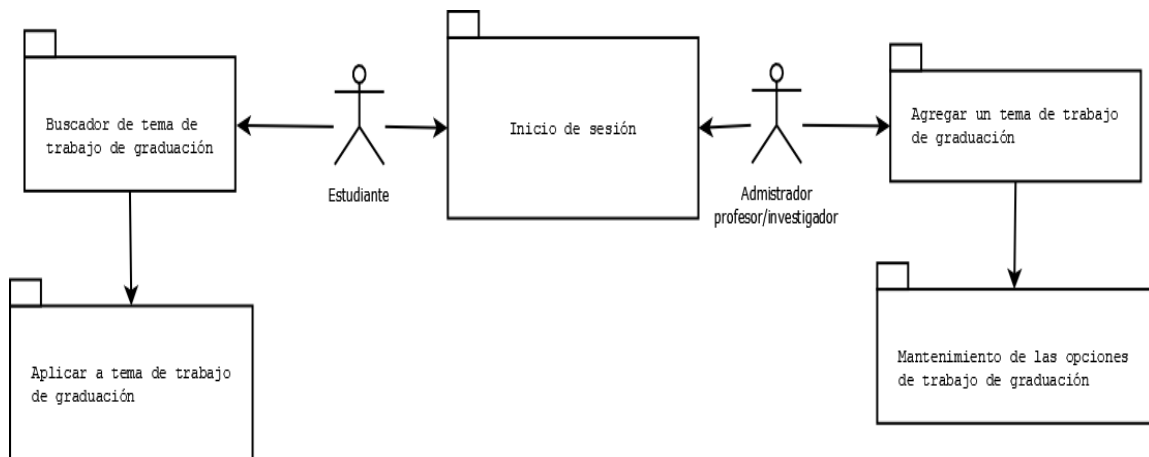 Buscador de tema de
trabajo de graduación
Estudiante
Inicio de sesión
Admistrador
profesor/investigador
Agregar un tema de trabajo
de graduación
Aplicar a tema de trabajo
de graduación
Mantenimiento de las opciones
de trabajo de graduación